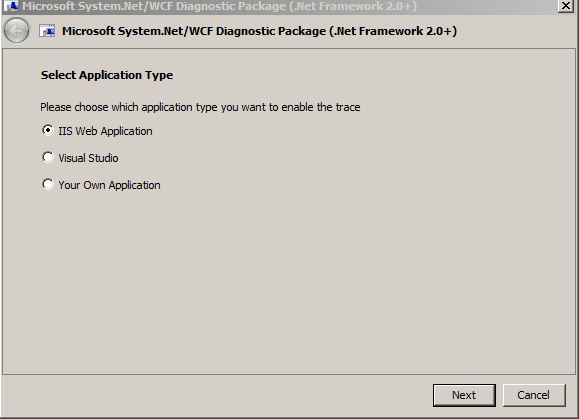 Microsoft System.Net/WCF Diagnostic Package (.Net Framework 2.0+)
Microsoft System.Net/WCF Diagnostic Package (.Net Framework 2.0+)
Select Application Type
Please choose which application type you want to enable the trace
IIS Web Application
Visual Studio
Your Own Application
Next Cancel